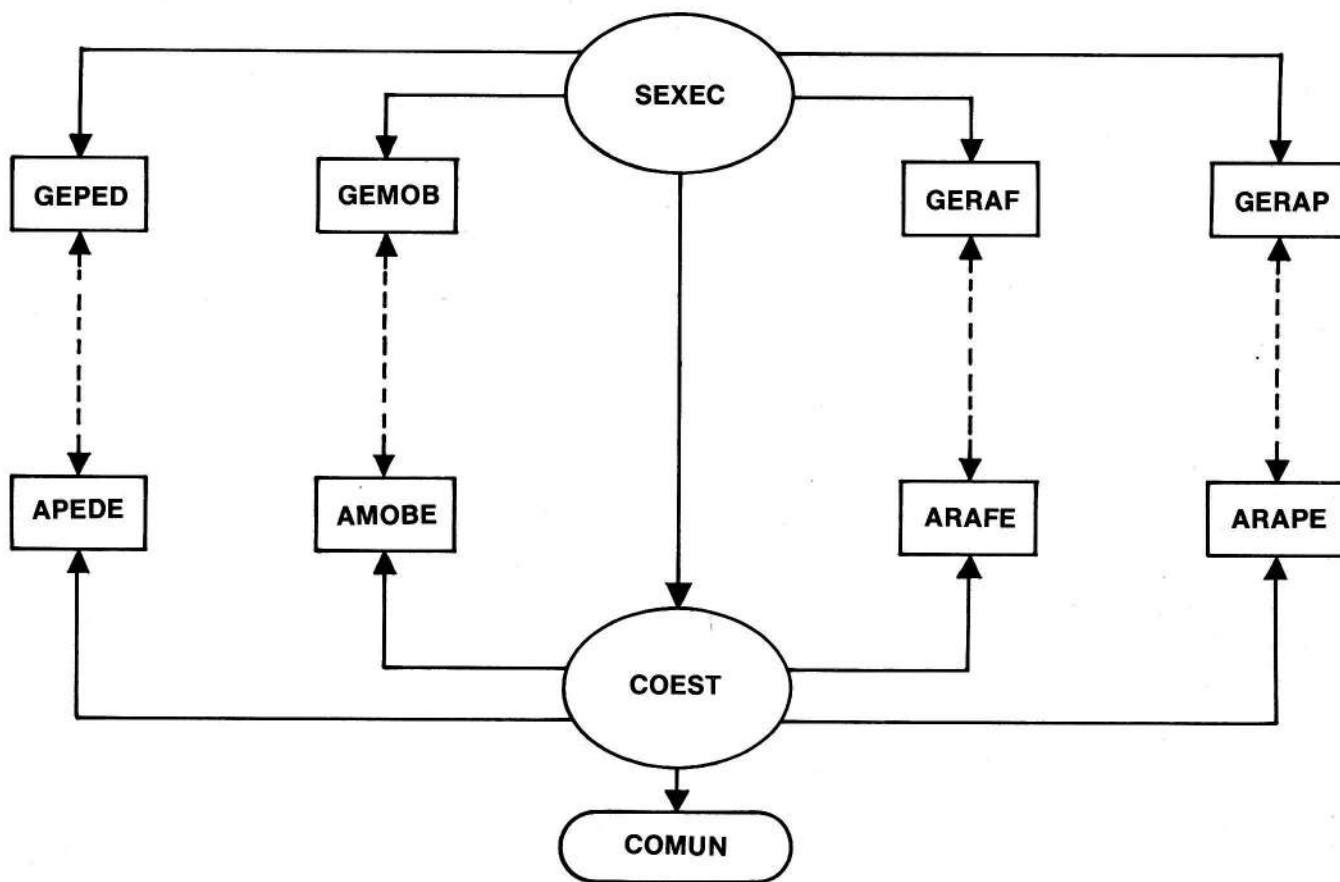 SEXEC
GEPED
GEMOB
GERAF
GERAP
APEDE
AMOBE
ARAFE
ARAPE
COEST
COMUN